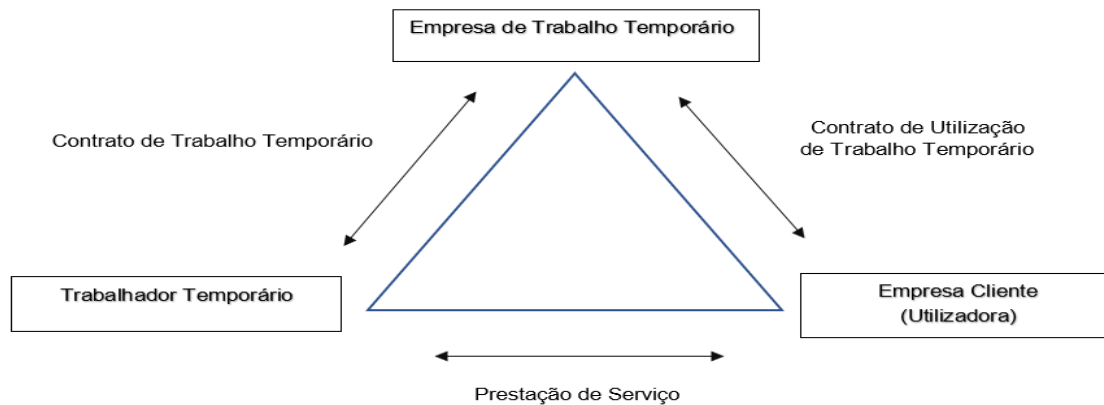 Empresa de Trabalho Temporário
Contrato de Trabalho Temporário
Contrato de Utilização
de Trabalho Temporário
Trabalhador Temporário
Empresa Cliente
(Utilizadora)
Prestação de Serviço